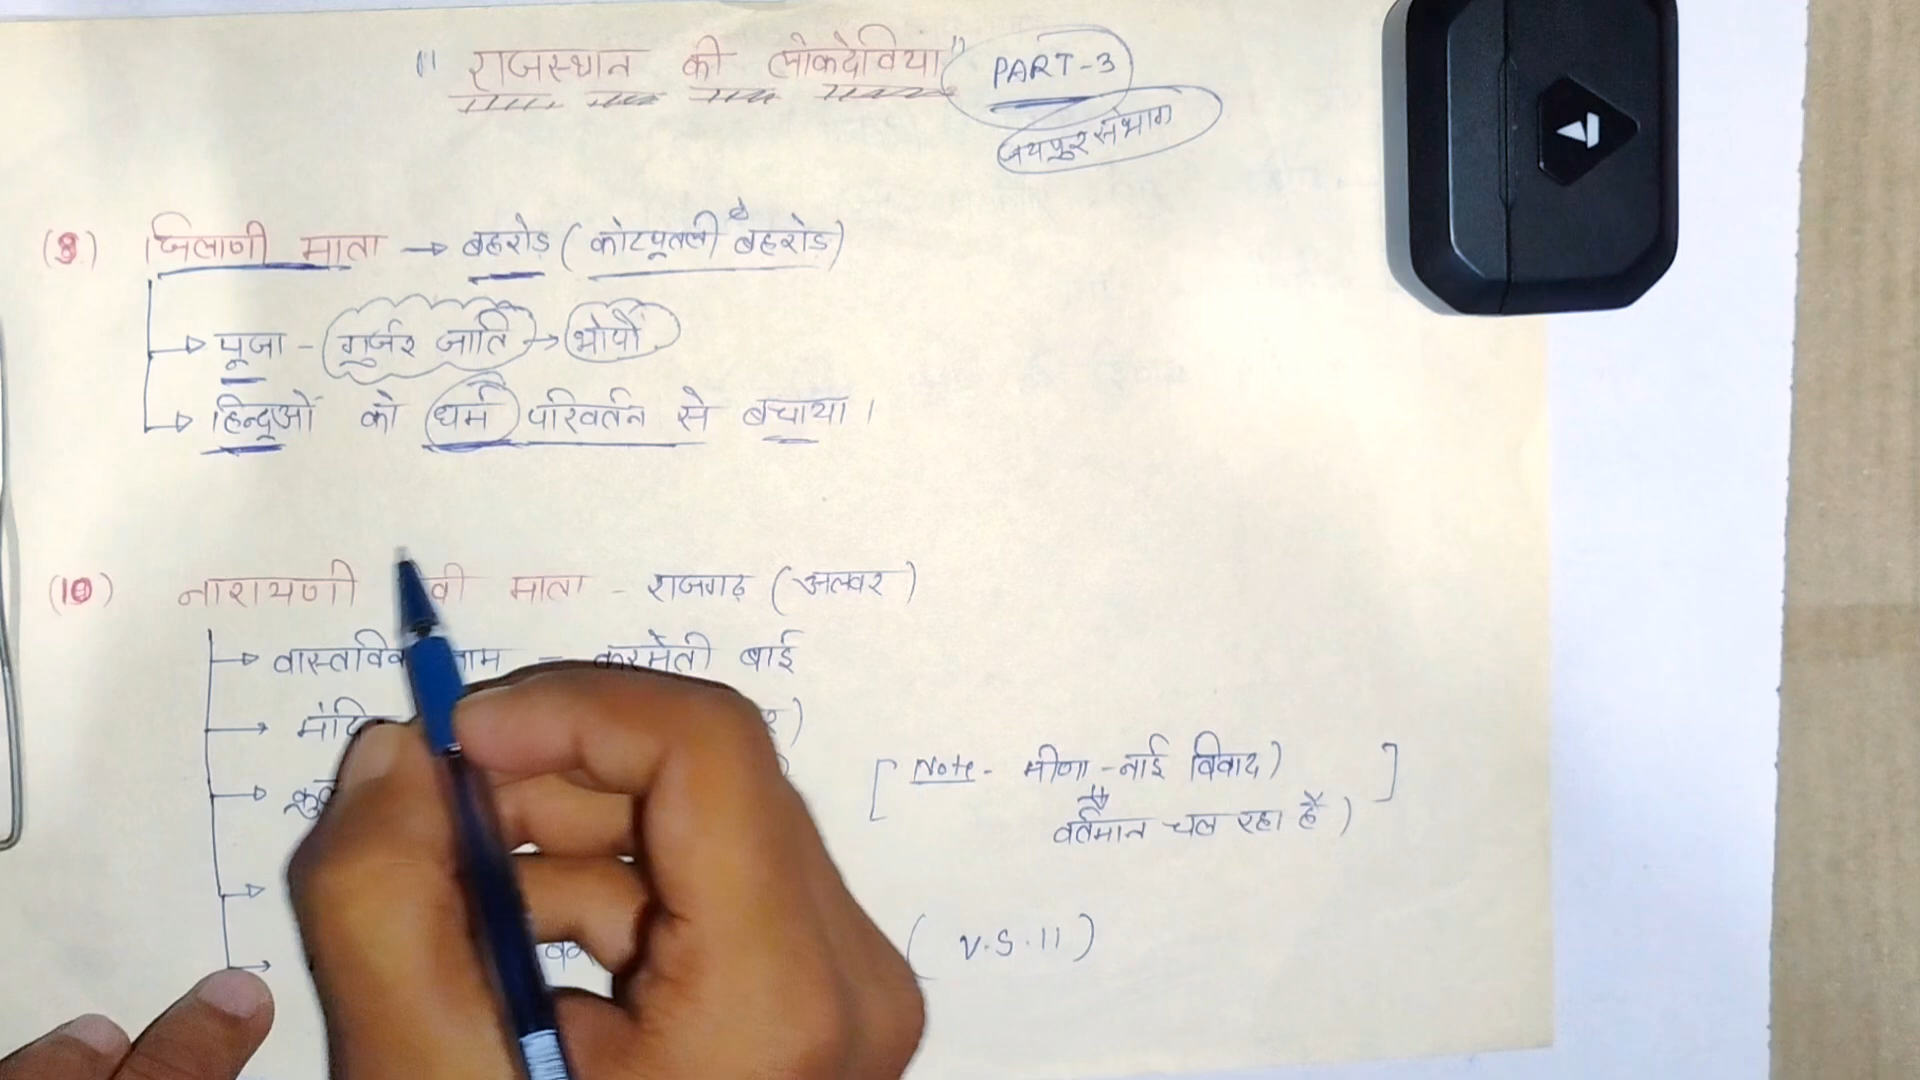 " राजस्थान की लोकदेवियां" PART-3
जयपुर संभाग
(9) जिलाणी माता → बहरोड़ (कोटपूतली बहरोड़)
→ पूजा - गुर्जर जाति → भोपों
→ हिन्दूओं को धर्म परिवर्तन से बचाया।
(10) नारायणी वी माता - राजगढ़ (अलवर)
→ वास्तविक नाम - करमेती बाई
[Note - मीणा - नाई विवाद) ]
वर्तमान चल रहा है)
(V.S.11)